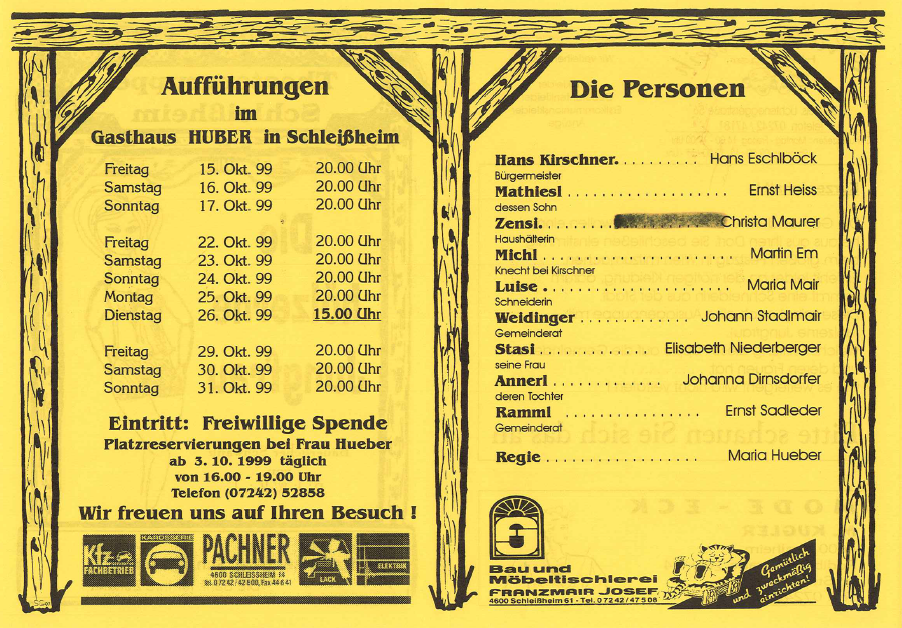 Aufführungen
im
Gasthaus HUBER in Schleißheim
Freitag 15. Okt. 99 20.00 Uhr
Samstag 16. Okt. 99 20.00 Uhr
Sonntag 17. Okt. 99 20.00 Uhr
Freitag 22. Okt. 99 20.00 Uhr
Samstag 23. Okt. 99 20.00 Uhr
Sonntag 24. Okt. 99 20.00 Uhr
Montag 25. Okt. 99 20.00 Uhr
Dienstag 26. Okt. 99 15.00 Uhr
Freitag 29. Okt. 99 20.00 Uhr
Samstag 30. Okt. 99 20.00 Uhr
Sonntag 31. Okt. 99 20.00 Uhr
Eintritt: Freiwillige Spende
Platzreservierungen bei Frau Hueber
ab 3. 10. 1999 täglich
von 16.00 - 19.00 Uhr
Telefon (07242) 52858
Wir freuen uns auf Ihren Besuch !
Kfz
FACHBETRIEB
KAROSSERIE
PACHNER
4600 SCHLEISSHEIM
LACK
ELEKTRIK
Die Personen
Hans Kirschner. . . . . . . . . Hans Eschlböck
Bürgermeister
Mathiesl . . . . . . . . . . . . . . . . . . Ernst Heiss
dessen Sohn
Zensi. . . . . . . . . Christa Maurer
Haushälterin
Michl . . . . . . . . . . . . . . . . . . Martin Em
Knecht bei Kirschner
Luise . . . . . . . . . . . . . . . . . . . Maria Mair
Schneiderin
Weidinger . . . . . . . . . . . . Johann Stadlmair
Gemeinderat
Stasi . . . . . . . . . . . . Elisabeth Niederberger
seine Frau
Annerl . . . . . . . . . . . . Johanna Dirnsdorfer
deren Tochter
Ramml . . . . . . . . . . . . . . . Ernst Sadleder
Gemeinderat
Regie . . . . . . . . . . . . . . . . . Maria Hueber
Bau und
Möbeltischlerei
FRANZMAIR JOSEF
4600 Schleißheim 61 - Tel. 07242/47508
Gemütlich
und zweckmäßig
einrichten!